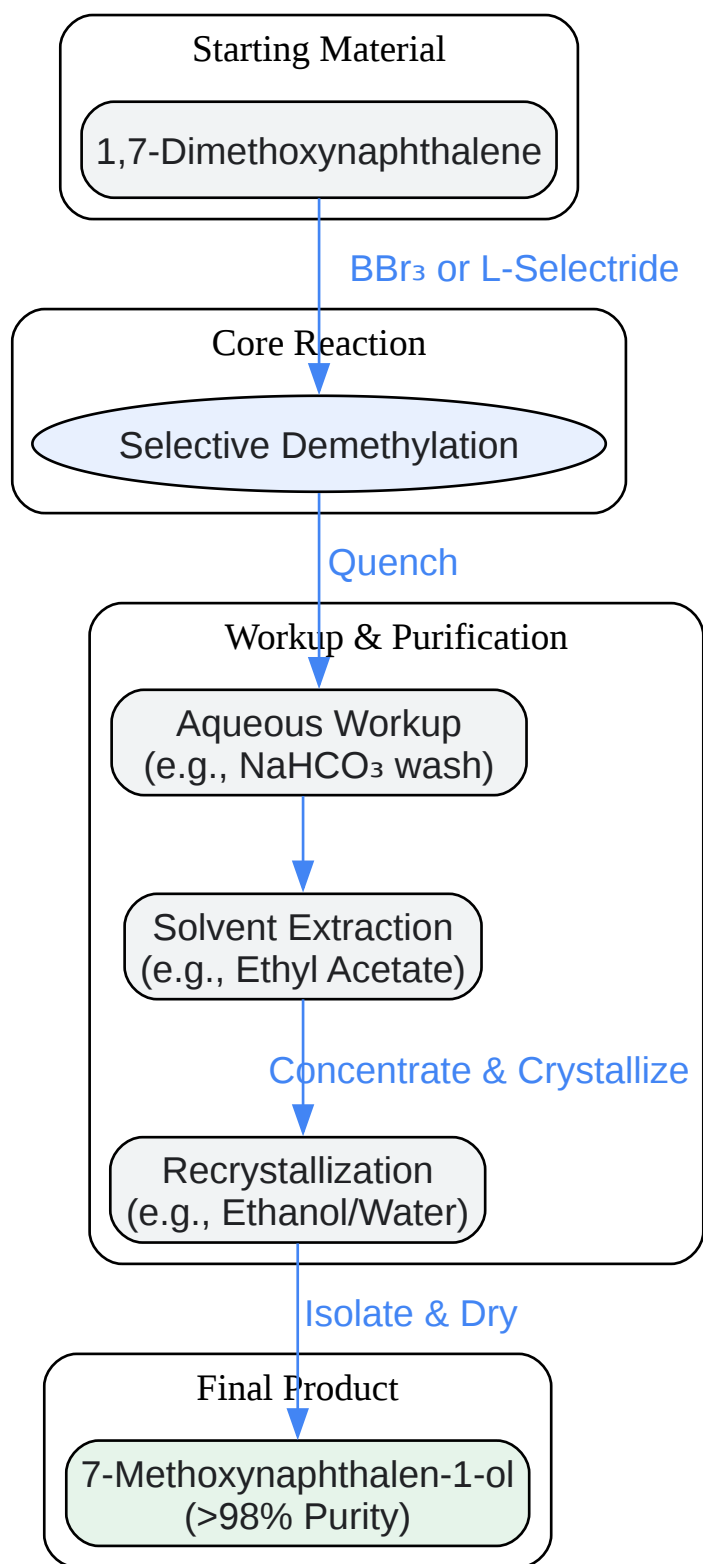 Starting Material
1,7-Dimethoxynaphthalene
BBr₃ or L-Selectride
Core Reaction
Selective Demethylation
Quench
Workup & Purification
Aqueous Workup
(e.g., NaHCO₃ wash)
Solvent Extraction
(e.g., Ethyl Acetate)
Concentrate & Crystallize
Recrystallization
(e.g., Ethanol/Water)
Isolate & Dry
Final Product
7-Methoxynaphthalen-1-ol
(>98% Purity)